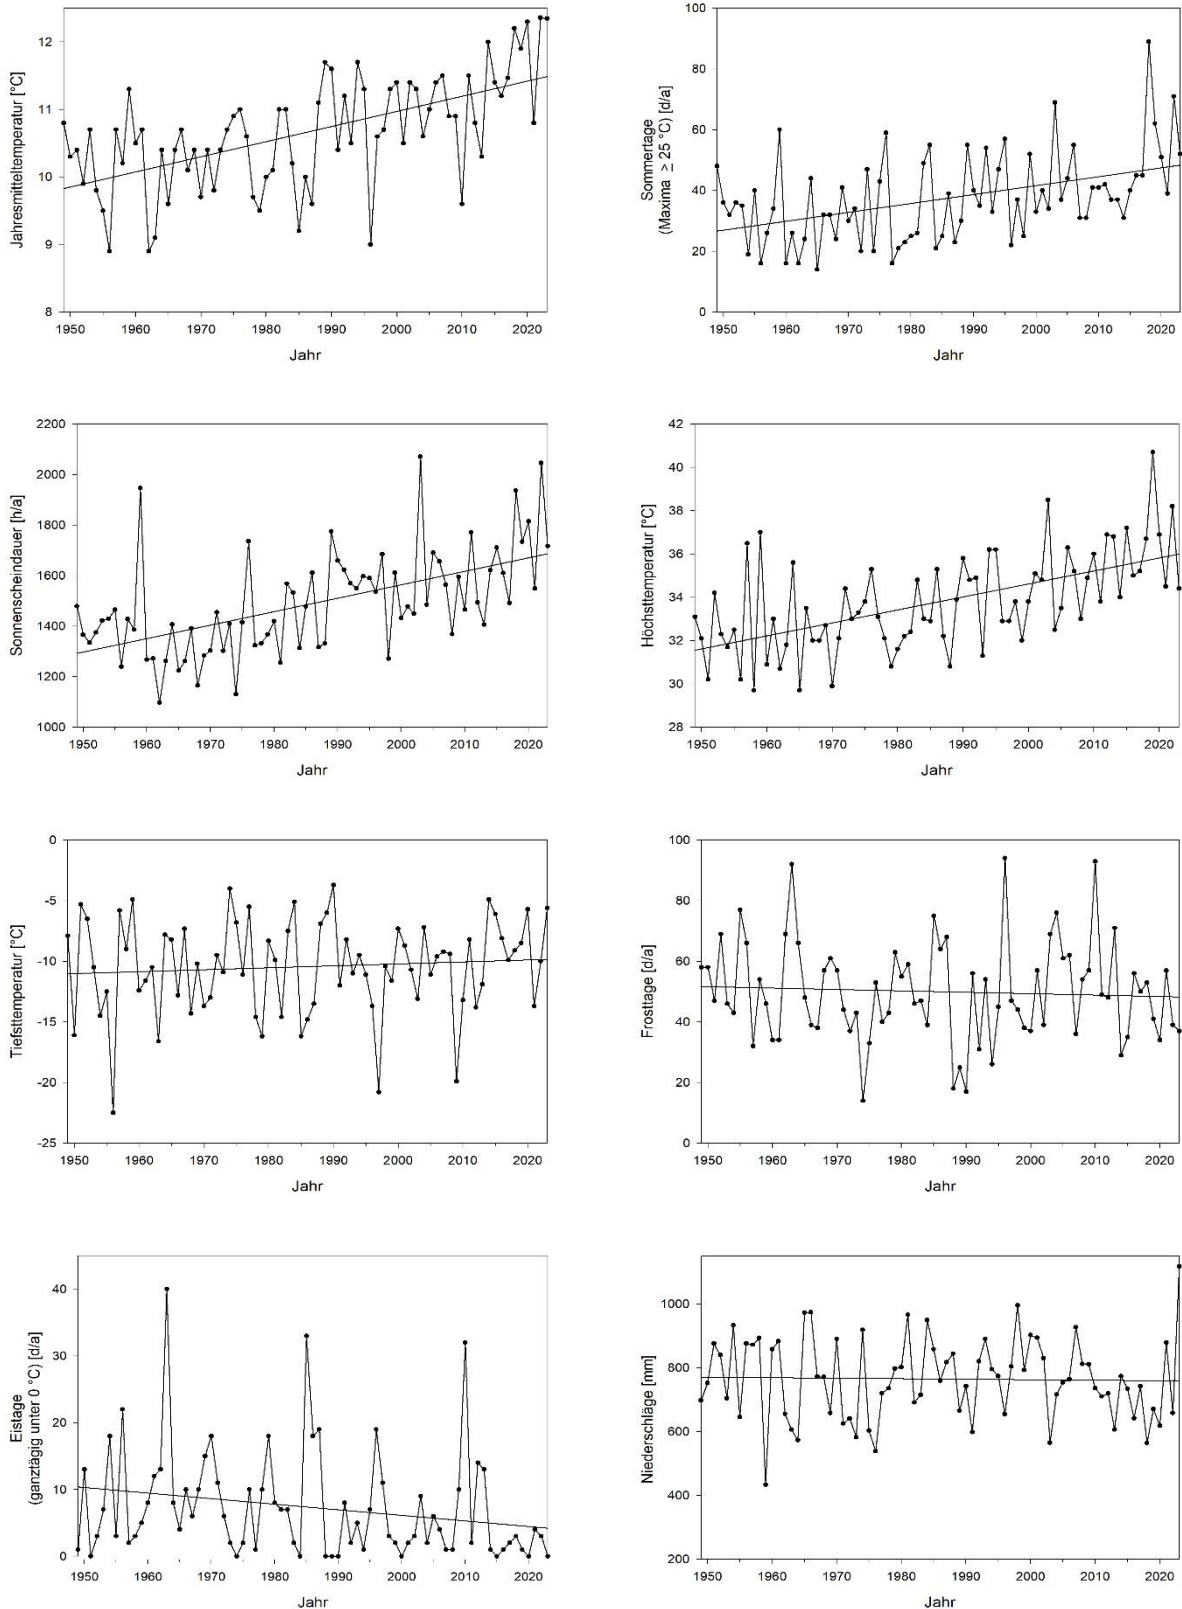 Jahresmitteltemperatur [°C]
12
11
10
9
8
1950 1960 1970 1980 1990 2000 2010 2020
Jahr
Sommertage
(Maxima ≥ 25 °C) [d/a]
100
80
60
40
20
0
1950 1960 1970 1980 1990 2000 2010 2020
Jahr
Sonnenscheindauer [h/a]
2200
2000
1800
1600
1400
1200
1000
1950 1960 1970 1980 1990 2000 2010 2020
Jahr
Höchsttemperatur [°C]
42
40
38
36
34
32
30
28
1950 1960 1970 1980 1990 2000 2010 2020
Jahr
Tiefsttemperatur [°C]
0
-5
-10
-15
-20
-25
1950 1960 1970 1980 1990 2000 2010 2020
Jahr
Frosttage [d/a]
100
80
60
40
20
0
1950 1960 1970 1980 1990 2000 2010 2020
Jahr
Eistage
(ganztägig unter 0 °C) [d/a]
40
30
20
10
0
1950 1960 1970 1980 1990 2000 2010 2020
Jahr
Niederschläge [mm]
1000
800
600
400
200
1950 1960 1970 1980 1990 2000 2010 2020
Jahr